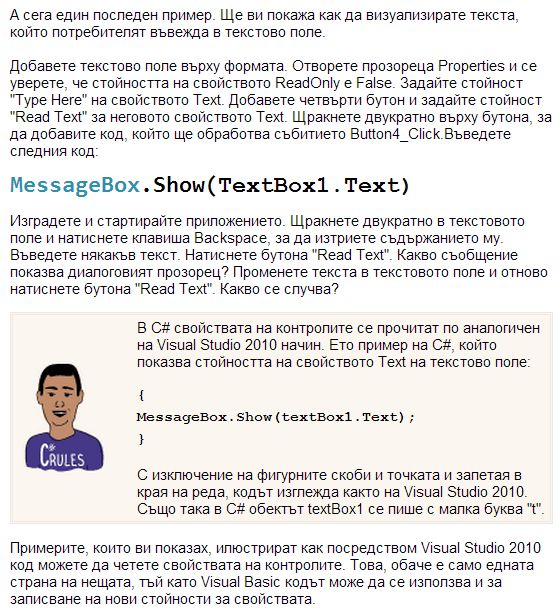 А сега един последен пример. Ще ви покажа как да визуализирате текста,
който потребителят въвежда в текстово поле.
Добавете текстово поле върху формата. Отворете прозореца Properties и се
уверете, че стойността на свойството ReadOnly е False. Задайте стойност
"Type Here" на свойството Text. Добавете четвърти бутон и задайте стойност
"Read Text" за неговото свойството Text. Щракнете двукратно върху бутона, за
да добавите код, който ще обработва събитието Button4_Click.Въведете
следния код:
MessageBox.Show(TextBox1.Text)
Изградете и стартирайте приложението. Щракнете двукратно в текстовото
поле и натиснете клавиша Backspace, за да изтриете съдържанието му.
Въведете някакъв текст. Натиснете бутона "Read Text". Какво съобщение
показва диалоговият прозорец? Променете текста в текстовото поле и отново
натиснете бутона "Read Text". Какво се случва?
В C# свойствата на контролите се прочитат по аналогичен
на Visual Studio 2010 начин. Ето пример на C#, който
показва стойността на свойството Text на текстово поле:
{
MessageBox.Show(textBox1.Text);
}
C#
RULES
С изключение на фигурните скоби и точката и запетая в
края на реда, кодът изглежда както на Visual Studio 2010.
Също така в C# обектът textBox1 се пише с малка буква "t".
Примерите, които ви показах, илюстрират как посредством Visual Studio 2010
код можете да четете свойствата на контролите. Това, обаче е само едната
страна на нещата, тъй като Visual Basic кодът може да се използва и за
записване на нови стойности за свойствата.